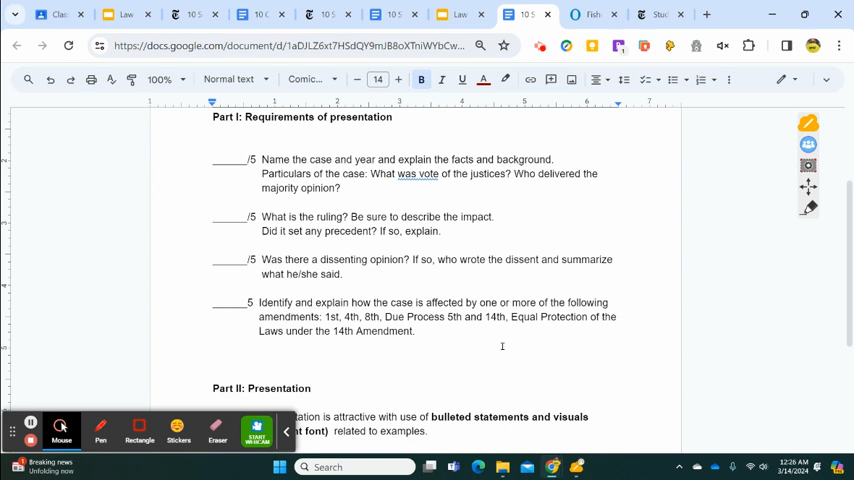 Clas
Law
10 S
10 C
10 S
10 S
Law
10 S
Fish
Stud
https://docs.google.com/document/d/1aDJLZ6xt7HSdQY9mJB8oXTniWYbCw...
100%
Normal text
Comic...
14
B
I
U
A
1
1
2
3
4
5
6
7
Part I: Requirements of presentation
______/5 Name the case and year and explain the facts and background.
Particulars of the case: What was vote of the justices? Who delivered the
majority opinion?
______/5 What is the ruling? Be sure to describe the impact.
Did it set any precedent? If so, explain.
______/5 Was there a dissenting opinion? If so, who wrote the dissent and summarize
what he/she said.
______5 Identify and explain how the case is affected by one or more of the following
amendments: 1st, 4th, 8th, Due Process 5th and 14th, Equal Protection of the
Laws under the 14th Amendment.
Part II: Presentation
tation is attractive with use of bulleted statements and visuals
nt font) related to examples.
Mouse
Pen
Rectangle
Stickers
Eraser
START
WEBCAM
Breaking news
Unfolding now
Search
12:26 AM
3/14/2024